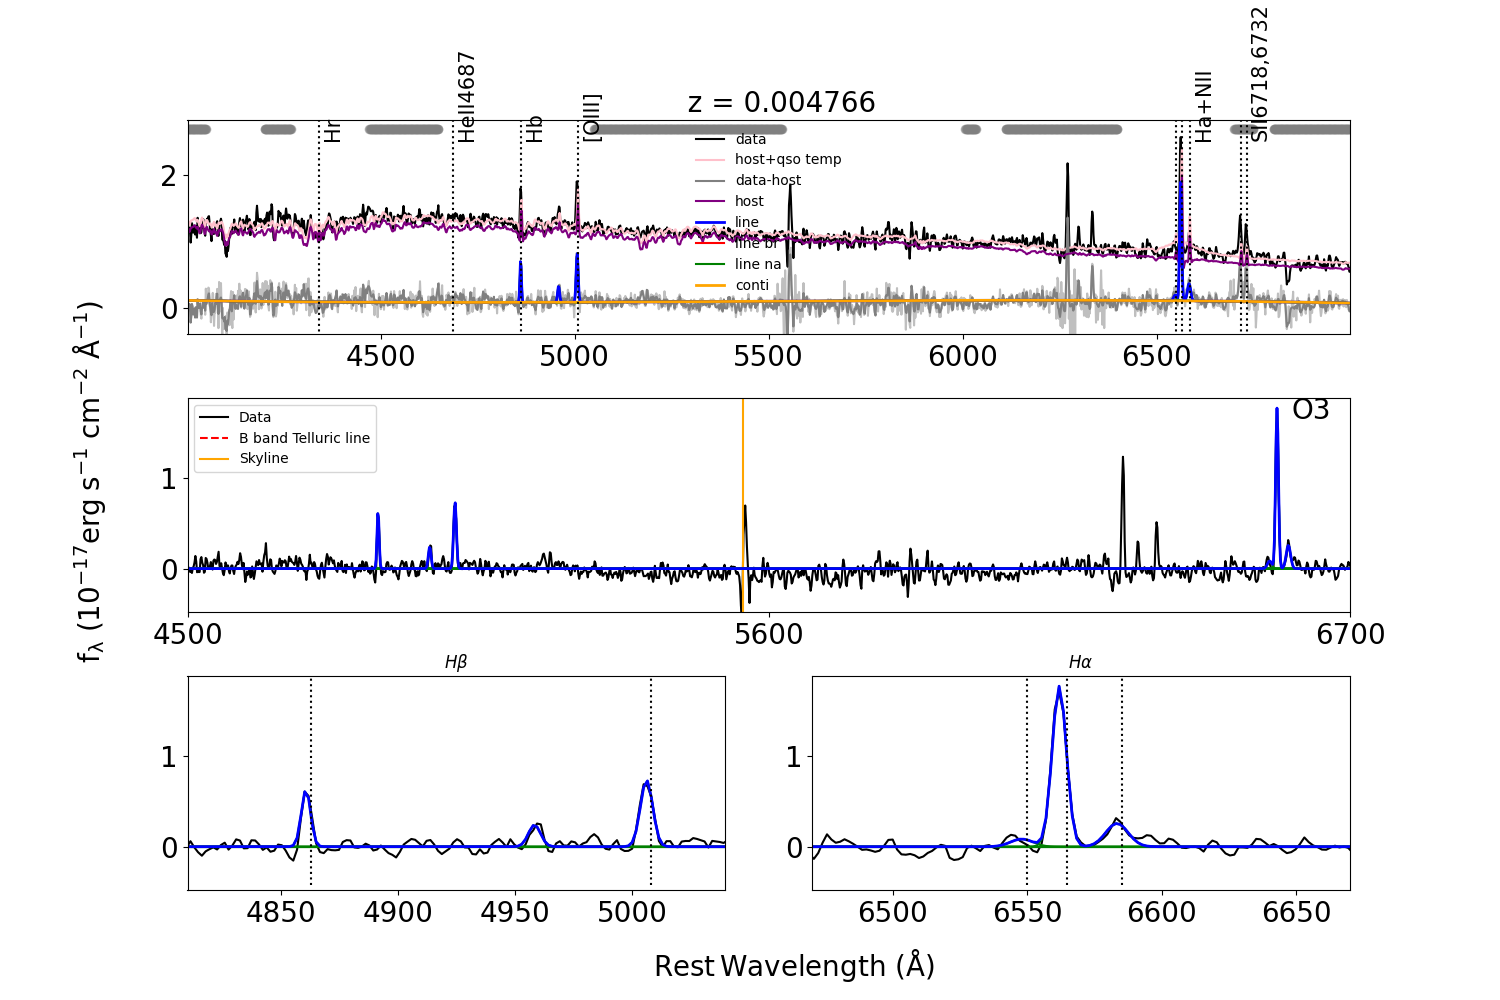 z = 0.004766
Hr
HeII4687
Hb
[OIII]
Ha+NII
SII6718,6732
data
host+qso temp
data-host
host
line
line br
line na
conti
2
0
4500 5000 5500 6000 6500
fλ (10−17erg s−1 cm−2 Å−1)
Data
B band Telluric line
Skyline
O3
1
0
4500 5600 6700
Hβ
1
0
4850 4900 4950 5000
Hα
1
0
6500 6550 6600 6650
Rest Wavelength (Å)